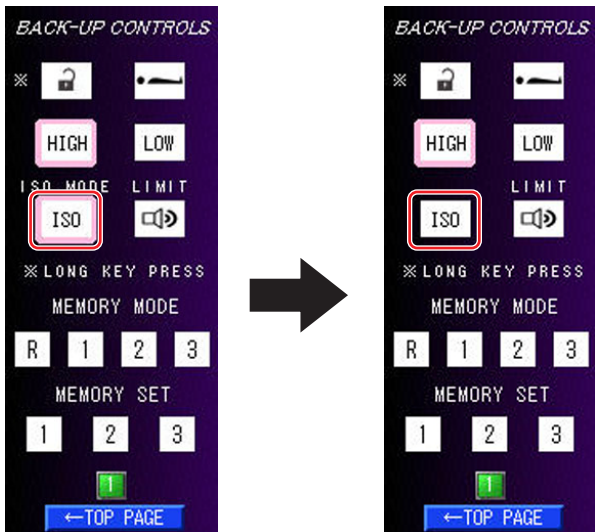 BACK-UP CONTROLS
※
HIGH LOW
ISO MODE LIMIT
ISO
※LONG KEY PRESS
MEMORY MODE
R 1 2 3
MEMORY SET
1 2 3
1
←TOP PAGE
BACK-UP CONTROLS
※
HIGH LOW
LIMIT
ISO
※LONG KEY PRESS
MEMORY MODE
R 1 2 3
MEMORY SET
1 2 3
1
←TOP PAGE